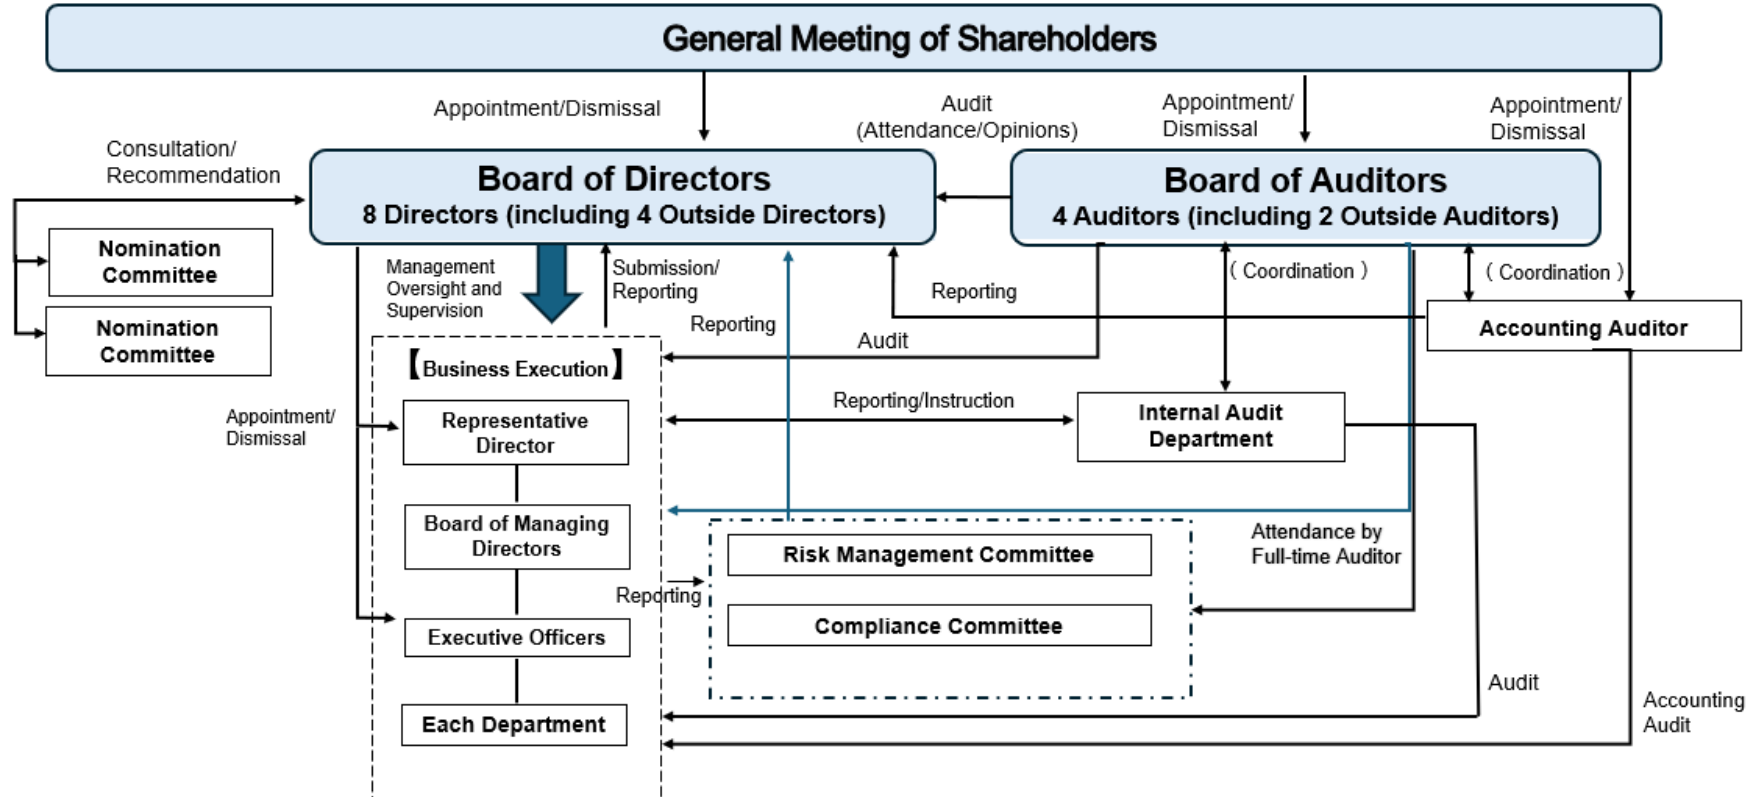 General Meeting of Shareholders
Appointment/Dismissal
Audit
(Attendance/Opinions)
Appointment/
Dismissal
Appointment/
Dismissal
Consultation/
Recommendation
Board of Directors
8 Directors (including 4 Outside Directors)
Board of Auditors
4 Auditors (including 2 Outside Auditors)
Nomination
Committee
Nomination
Committee
Management
Oversight and
Supervision
Submission/
Reporting
Reporting
Reporting
( Coordination )
( Coordination )
Accounting Auditor
Audit
【Business Execution】
Appointment/
Dismissal
Representative
Director
Reporting/Instruction
Internal Audit
Department
Board of Managing
Directors
Attendance by
Full-time Auditor
Risk Management Committee
Reporting
Compliance Committee
Executive Officers
Each Department
Audit
Accounting
Audit